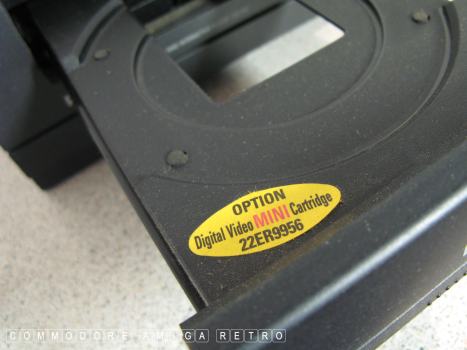 OPTION
Digital Video MINI Cartridge
22ER9956
COMMODORE AMIGA RETRO